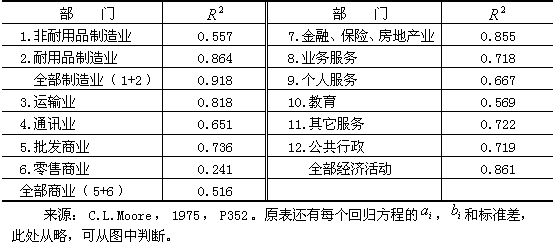 部 门 R² 部 门 R²
1.非耐用品制造业 0.557 7.金融、保险、房地产业 0.855
2.耐用品制造业 0.864 8.业务服务 0.718
全部制造业（1+2） 0.918 9.个人服务 0.667
3.运输业 0.818 10.教育 0.569
4.通讯业 0.651 11.其它服务 0.722
5.批发商业 0.736 12.公共行政 0.719
6.零售商业 0.241 全部经济活动 0.861
全部商业（5+6） 0.516
来源：C.L.Moore，1975，P352。原表还有每个回归方程的aᵢ，bᵢ和标准差，
此处从略，可从图中判断。